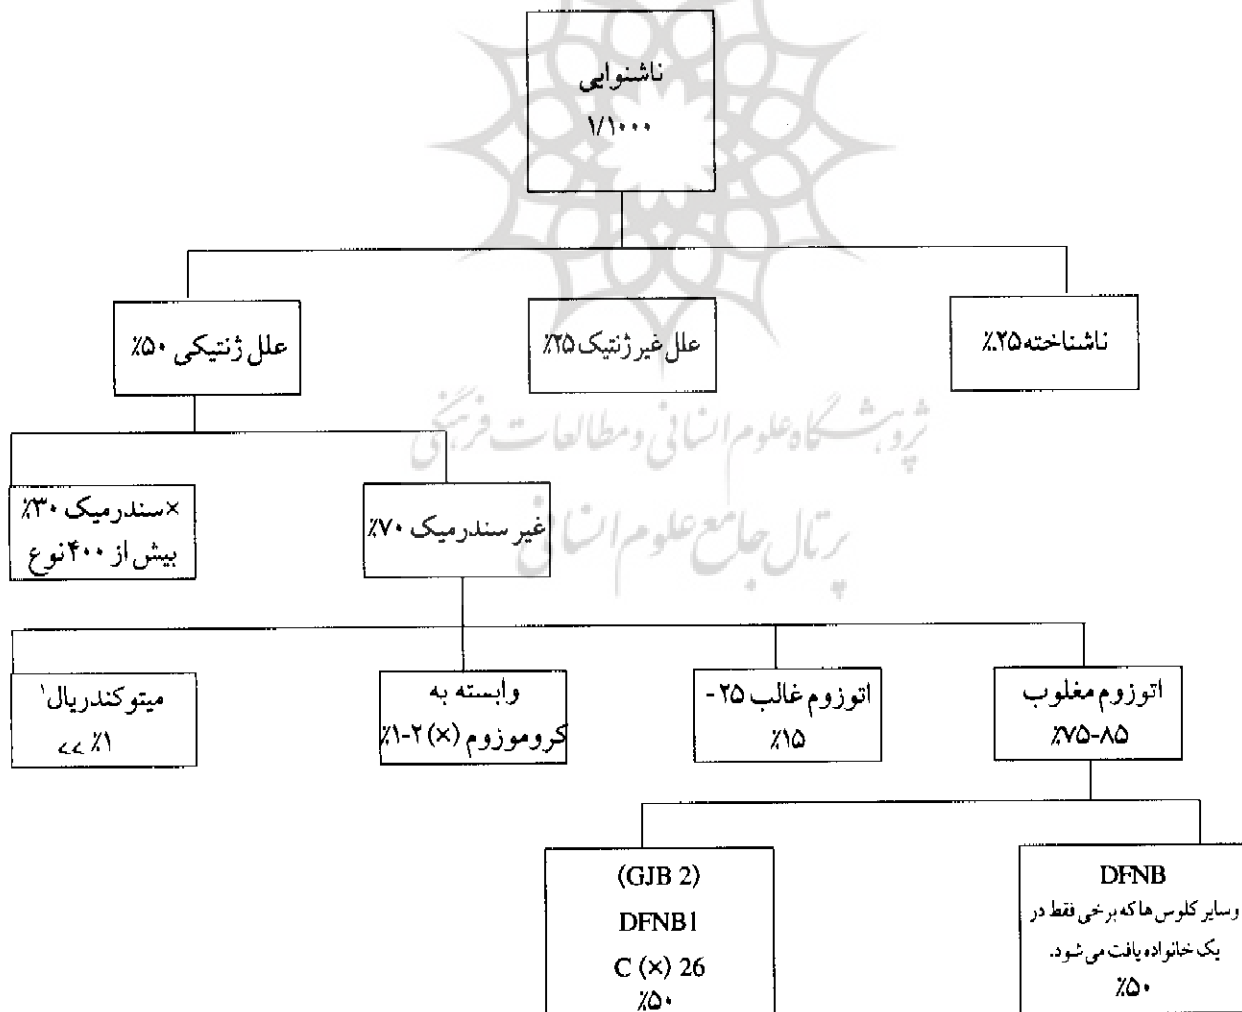 ناشنوایی
۱/۱۰۰۰
ناشناخته ۲۵٪
علل غیر ژنتیک ۲۵٪
علل ژنتیکی ۵۰٪
پژوهشگاه علوم انسانی و مطالعات فرهنگی
پرتال جامع علوم انسانی
غیر سندرمیک ۷۰٪
×سندرمیک ۳۰٪
بیش از ۴۰۰ نوع
اتوزوم مغلوب
۷۵-۸۵٪
اتوزوم غالب ۲۵ -
۱۵٪
وابسته به
کروموزوم (×) ۲-۱٪
میتوکندریال۱
>> ۱٪
DFNB
وسایر کلوس ها که برخی فقط در
یک خانواده یافت می شود.
۵۰٪
(GJB 2)
DFNB1
C (×) 26
۵۰٪